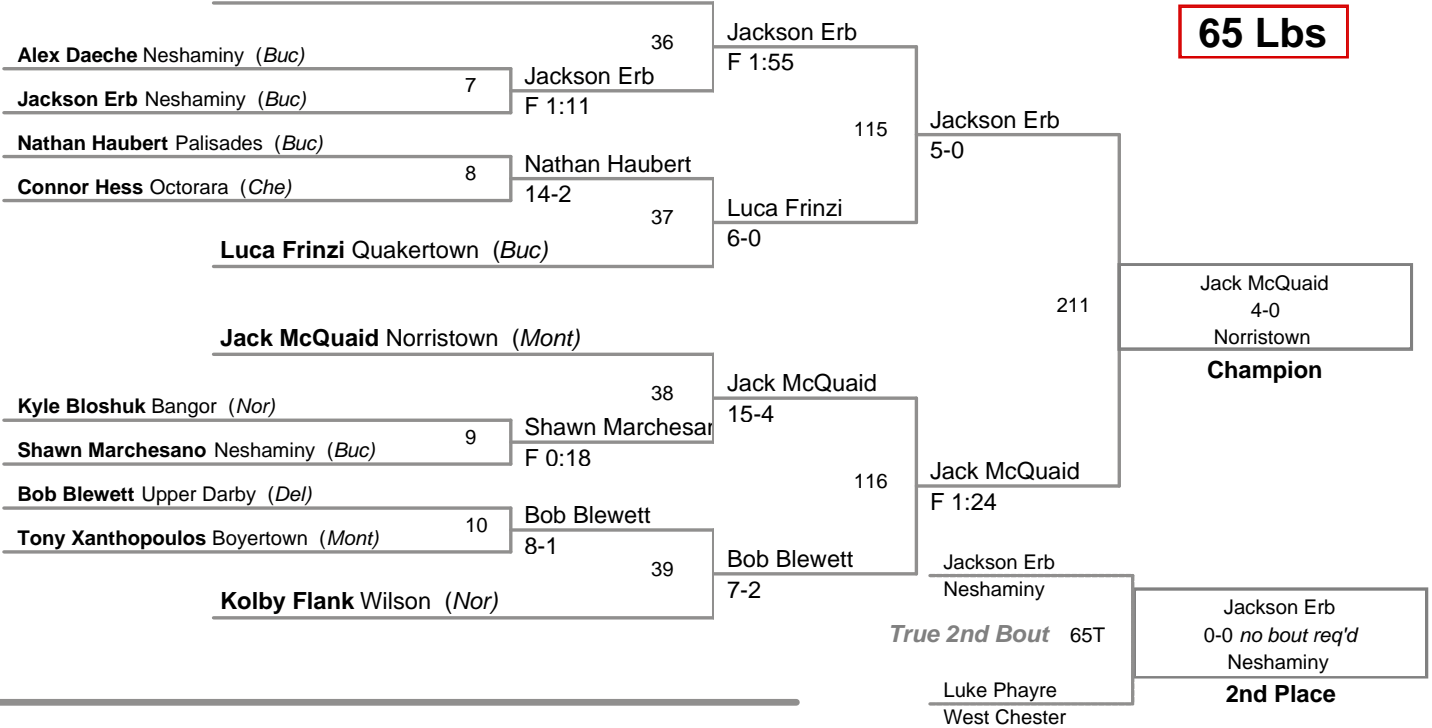 65 Lbs
36
Jackson Erb
F 1:55
Alex Daeche Neshaminy (Buc)
7
Jackson Erb
F 1:11
Jackson Erb Neshaminy (Buc)
115
Jackson Erb
5-0
Nathan Haubert Palisades (Buc)
8
Nathan Haubert
14-2
Connor Hess Octorara (Che)
37
Luca Frinzi
6-0
Luca Frinzi Quakertown (Buc)
211
Jack McQuaid
4-0
Norristown
Champion
Jack McQuaid Norristown (Mont)
38
Jack McQuaid
15-4
Kyle Bloshuk Bangor (Nor)
9
Shawn Marchesar
F 0:18
Shawn Marchesano Neshaminy (Buc)
116
Jack McQuaid
F 1:24
Bob Blewett Upper Darby (Del)
10
Bob Blewett
8-1
Tony Xanthopoulos Boyertown (Mont)
39
Bob Blewett
7-2
Kolby Flank Wilson (Nor)
Jackson Erb
Neshaminy
True 2nd Bout 65T
Luke Phayre
West Chester
Jackson Erb
0-0 no bout req'd
Neshaminy
2nd Place